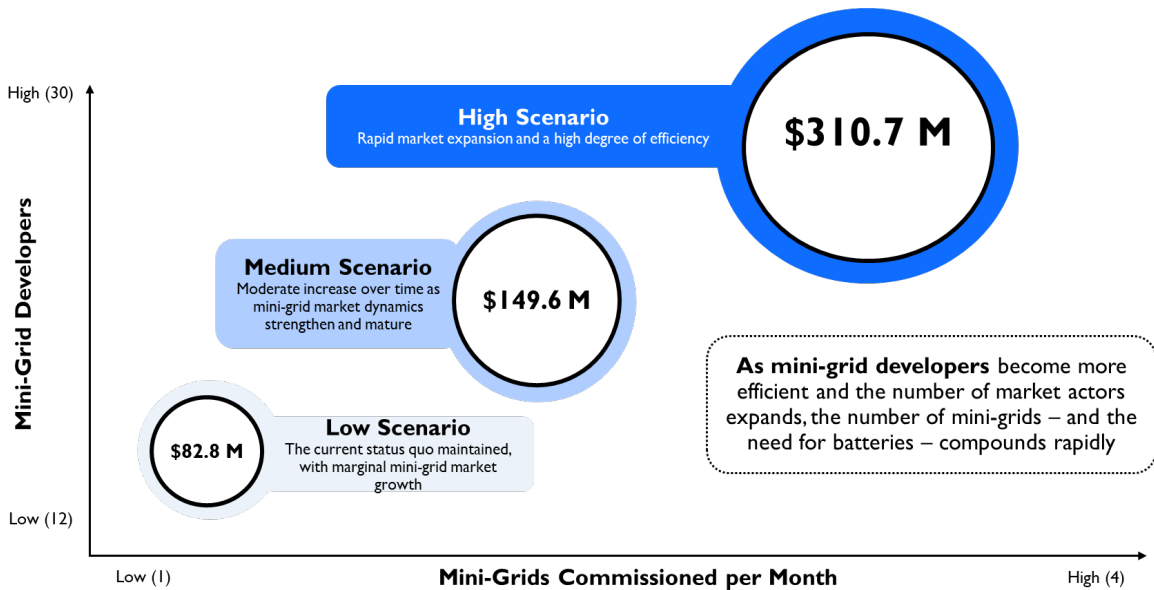 High (30)
High Scenario
Rapid market expansion and a high degree of efficiency
$310.7 M
Mini-Grid Developers
Medium Scenario
Moderate increase over time as
mini-grid market dynamics
strengthen and mature
$149.6 M
As mini-grid developers become more
efficient and the number of market actors
expands, the number of mini-grids – and the
need for batteries – compounds rapidly
$82.8 M
Low Scenario
The current status quo maintained,
with marginal mini-grid market
growth
Low (12)
Low (1)
Mini-Grids Commissioned per Month
High (4)